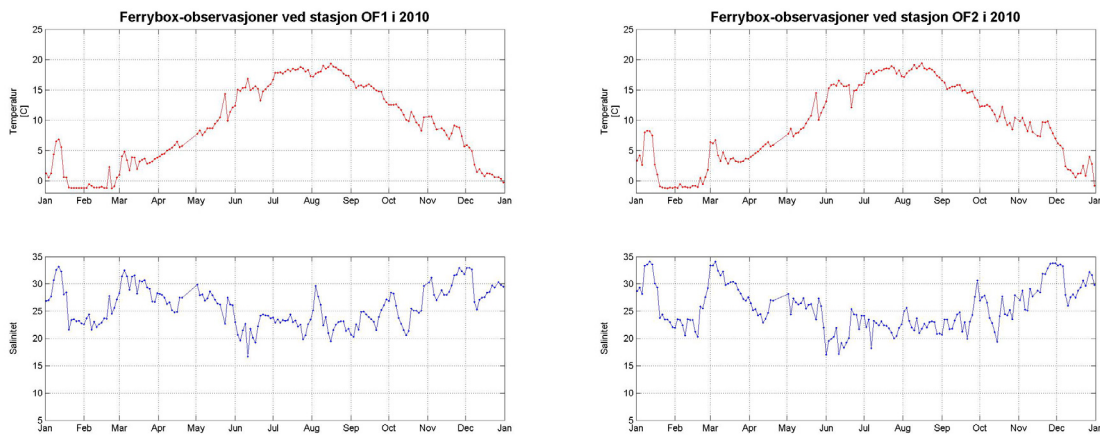 Ferrybox-observasjoner ved stasjon OF1 i 2010
25
20
15
10
5
0
Temperatur
[C]
Jan Feb Mar Apr May Jun Jul Aug Sep Oct Nov Dec Jan
35
30
25
20
15
10
5
Salinitet
Jan Feb Mar Apr May Jun Jul Aug Sep Oct Nov Dec Jan
Ferrybox-observasjoner ved stasjon OF2 i 2010
25
20
15
10
5
0
Temperatur
[C]
Jan Feb Mar Apr May Jun Jul Aug Sep Oct Nov Dec Jan
35
30
25
20
15
10
5
Salinitet
Jan Feb Mar Apr May Jun Jul Aug Sep Oct Nov Dec Jan